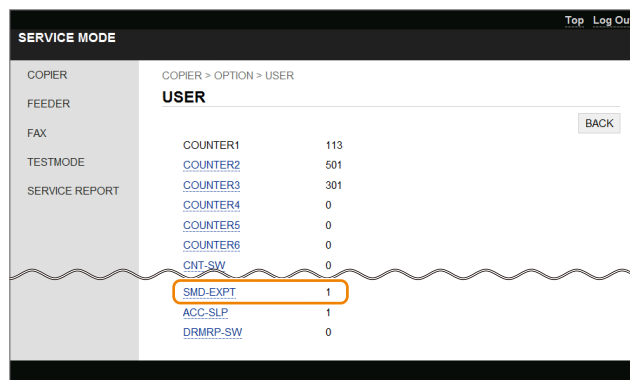 Top Log Ou
SERVICE MODE
COPIER
FEEDER
FAX
TESTMODE
SERVICE REPORT
COPIER > OPTION > USER
USER
BACK
COUNTER1 113
COUNTER2 501
COUNTER3 301
COUNTER4 0
COUNTER5 0
COUNTER6 0
CNT-SW 0
SMD-EXPT 1
ACC-SLP 1
DRMRP-SW 0